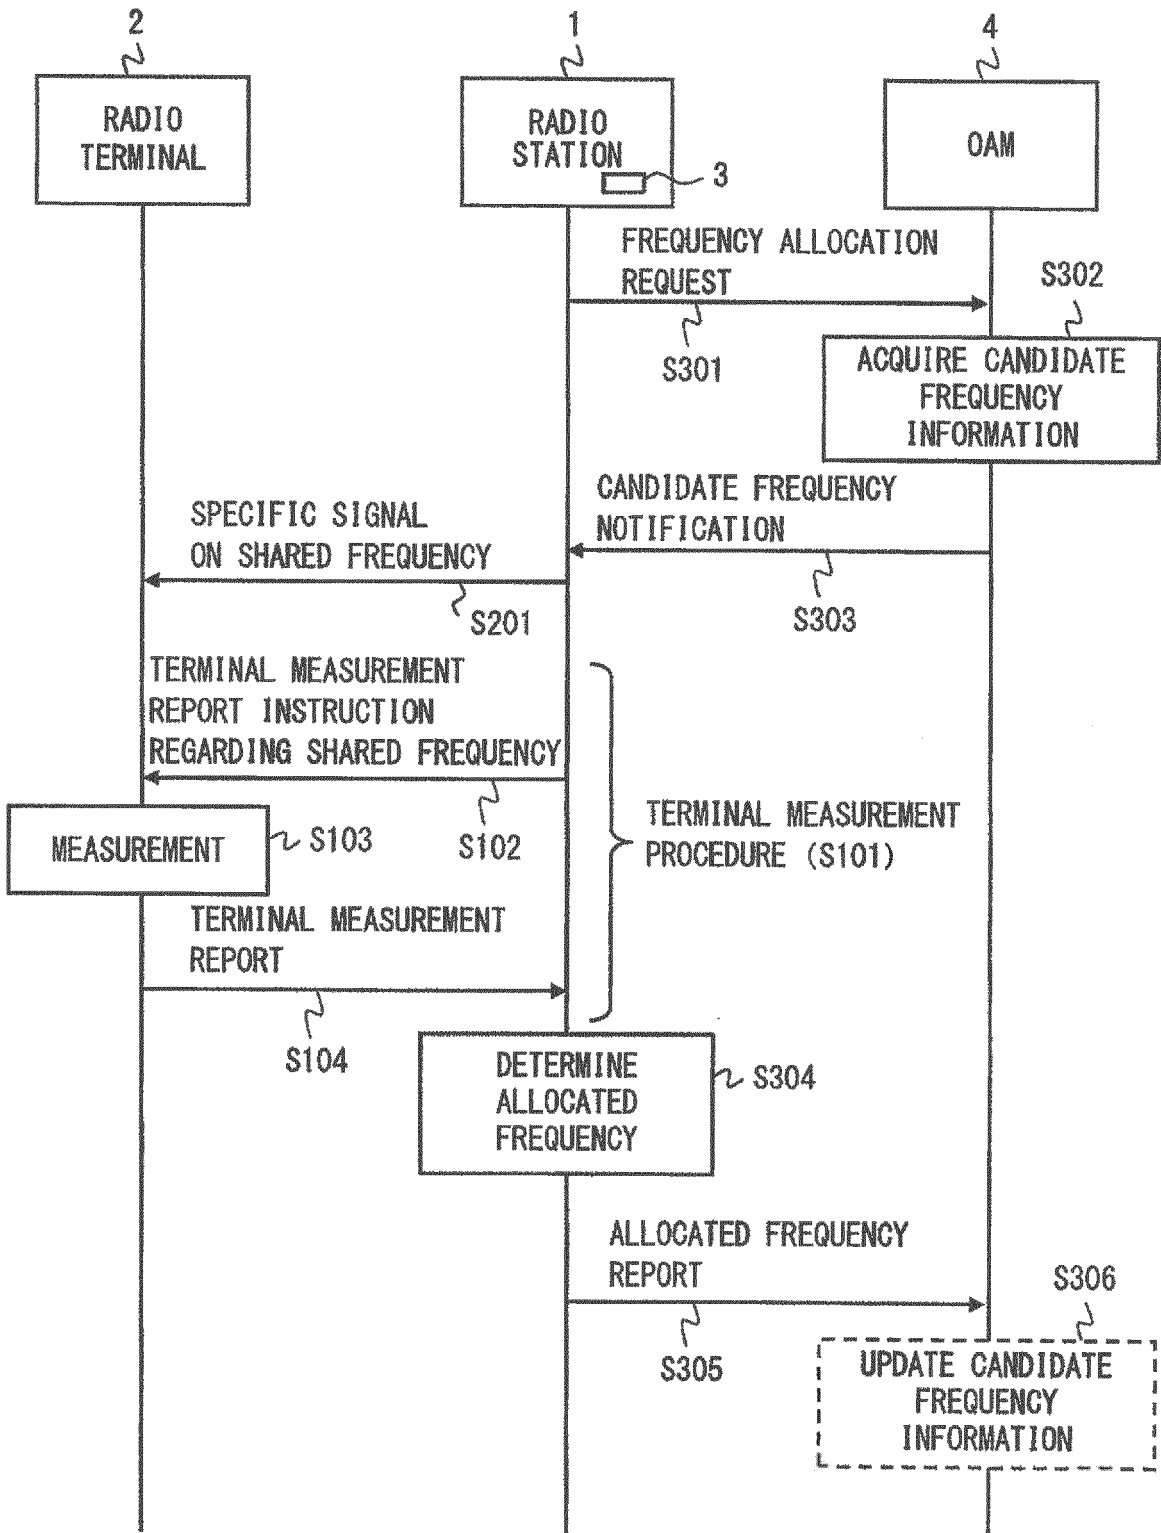 2
1
4
RADIO
TERMINAL
RADIO
STATION
3
OAM
FREQUENCY ALLOCATION
REQUEST
S301
S302
ACQUIRE CANDIDATE
FREQUENCY
INFORMATION
CANDIDATE FREQUENCY
NOTIFICATION
S303
SPECIFIC SIGNAL
ON SHARED FREQUENCY
S201
TERMINAL MEASUREMENT
REPORT INSTRUCTION
REGARDING SHARED FREQUENCY
S102
MEASUREMENT
S103
TERMINAL MEASUREMENT
PROCEDURE (S101)
TERMINAL MEASUREMENT
REPORT
S104
DETERMINE
ALLOCATED
FREQUENCY
S304
ALLOCATED FREQUENCY
REPORT
S305
S306
UPDATE CANDIDATE
FREQUENCY
INFORMATION